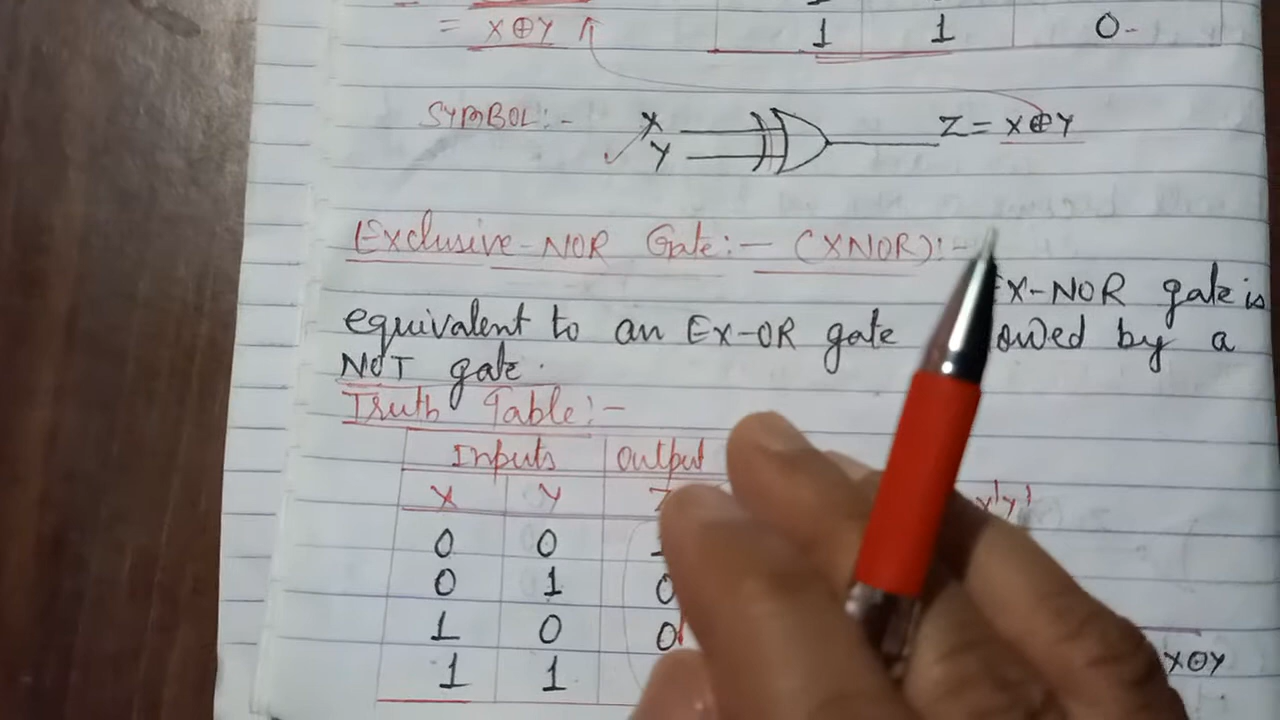 = X⊕Y
1 1 0
SYMBOL:-
X
Y
Z = X⊕Y
Exclusive-NOR Gate:- (XNOR):-
EX-NOR gate is
equivalent to an EX-OR gate by a
NOT gate.
Truth Table:-
Inputs Output
X Y Z
0 0
0 1 0
1 0 0
1 1
x'y'
X⊙Y